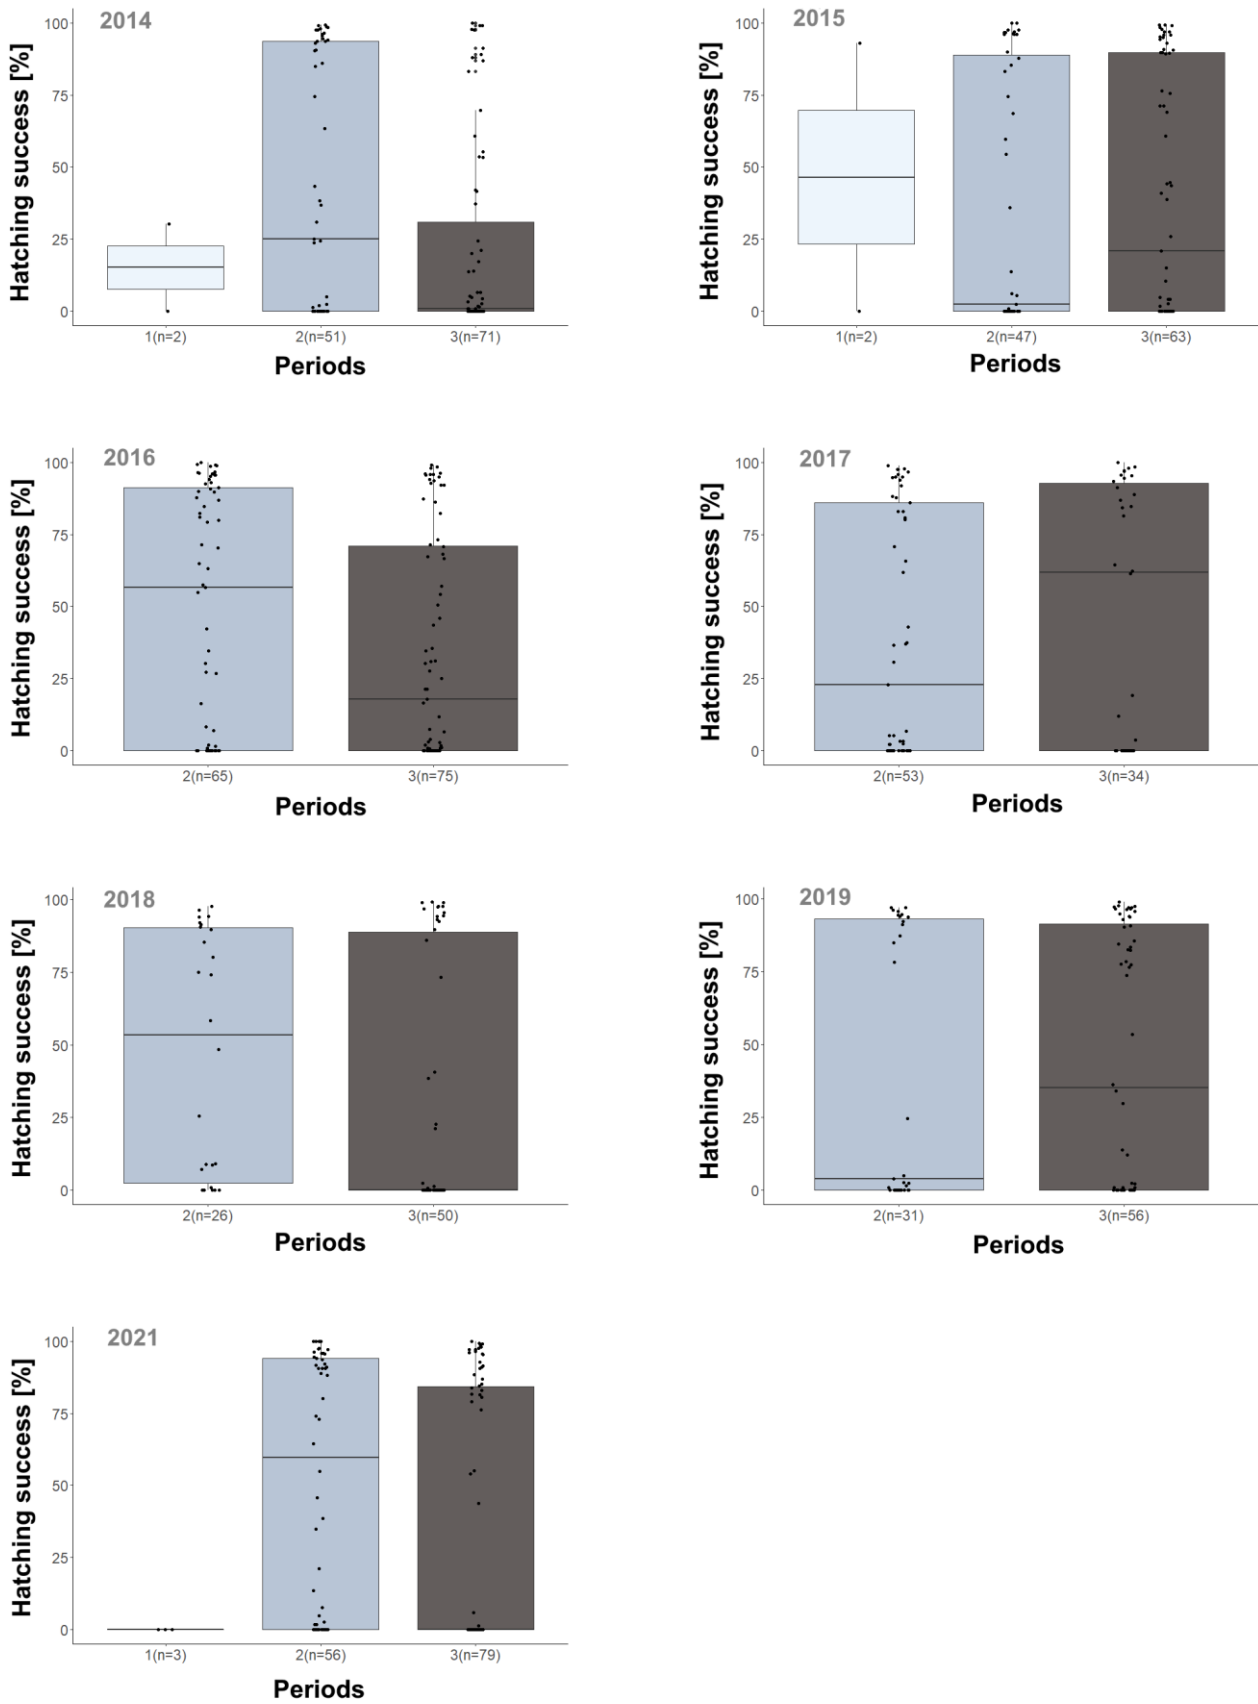 2014
Hatching success [%]
100
75
50
25
0
1(n=2)
2(n=51)
3(n=71)
Periods
2015
Hatching success [%]
100
75
50
25
0
1(n=2)
2(n=47)
3(n=63)
Periods
2016
Hatching success [%]
100
75
50
25
0
2(n=65)
3(n=75)
Periods
2017
Hatching success [%]
100
75
50
25
0
2(n=53)
3(n=34)
Periods
2018
Hatching success [%]
100
75
50
25
0
2(n=26)
3(n=50)
Periods
2019
Hatching success [%]
100
75
50
25
0
2(n=31)
3(n=56)
Periods
2021
Hatching success [%]
100
75
50
25
0
1(n=3)
2(n=56)
3(n=79)
Periods